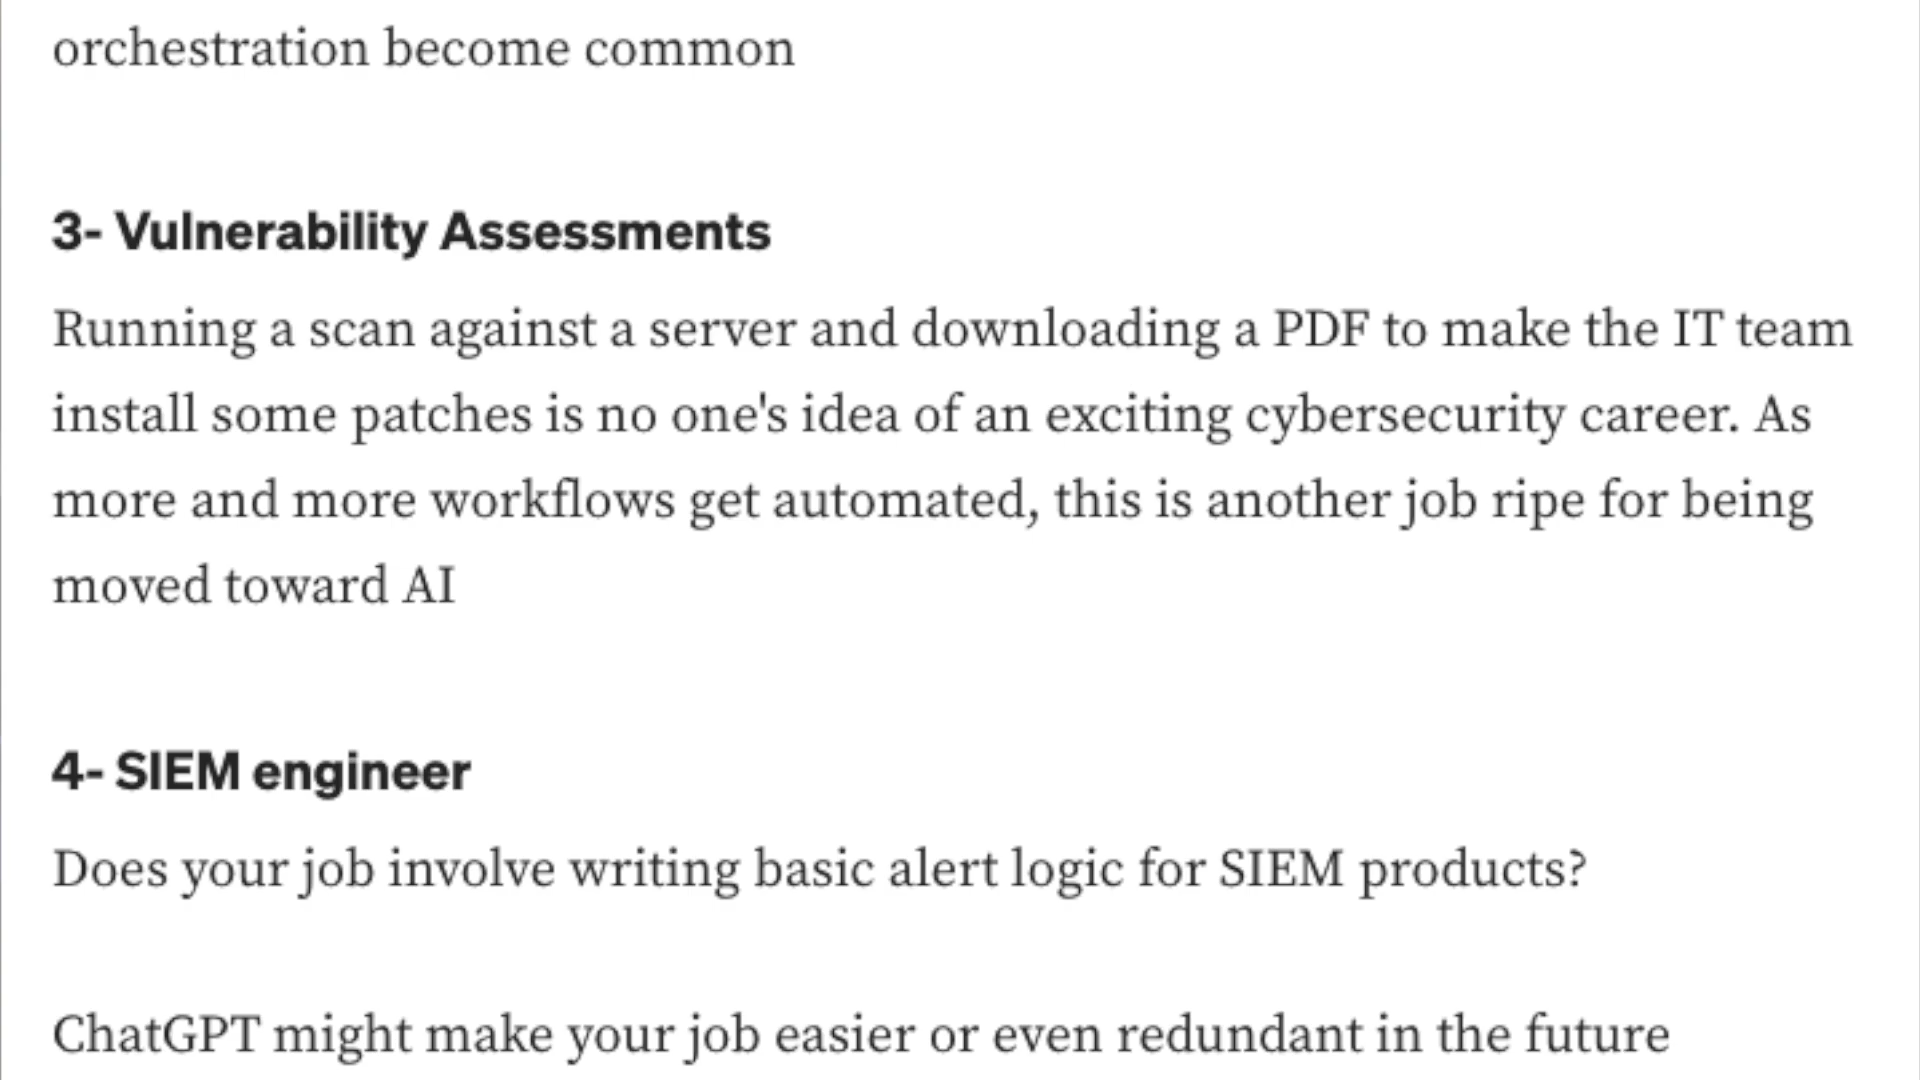 orchestration become common
3- Vulnerability Assessments
Running a scan against a server and downloading a PDF to make the IT team
install some patches is no one's idea of an exciting cybersecurity career. As
more and more workflows get automated, this is another job ripe for being
moved toward AI
4- SIEM engineer
Does your job involve writing basic alert logic for SIEM products?
ChatGPT might make your job easier or even redundant in the future